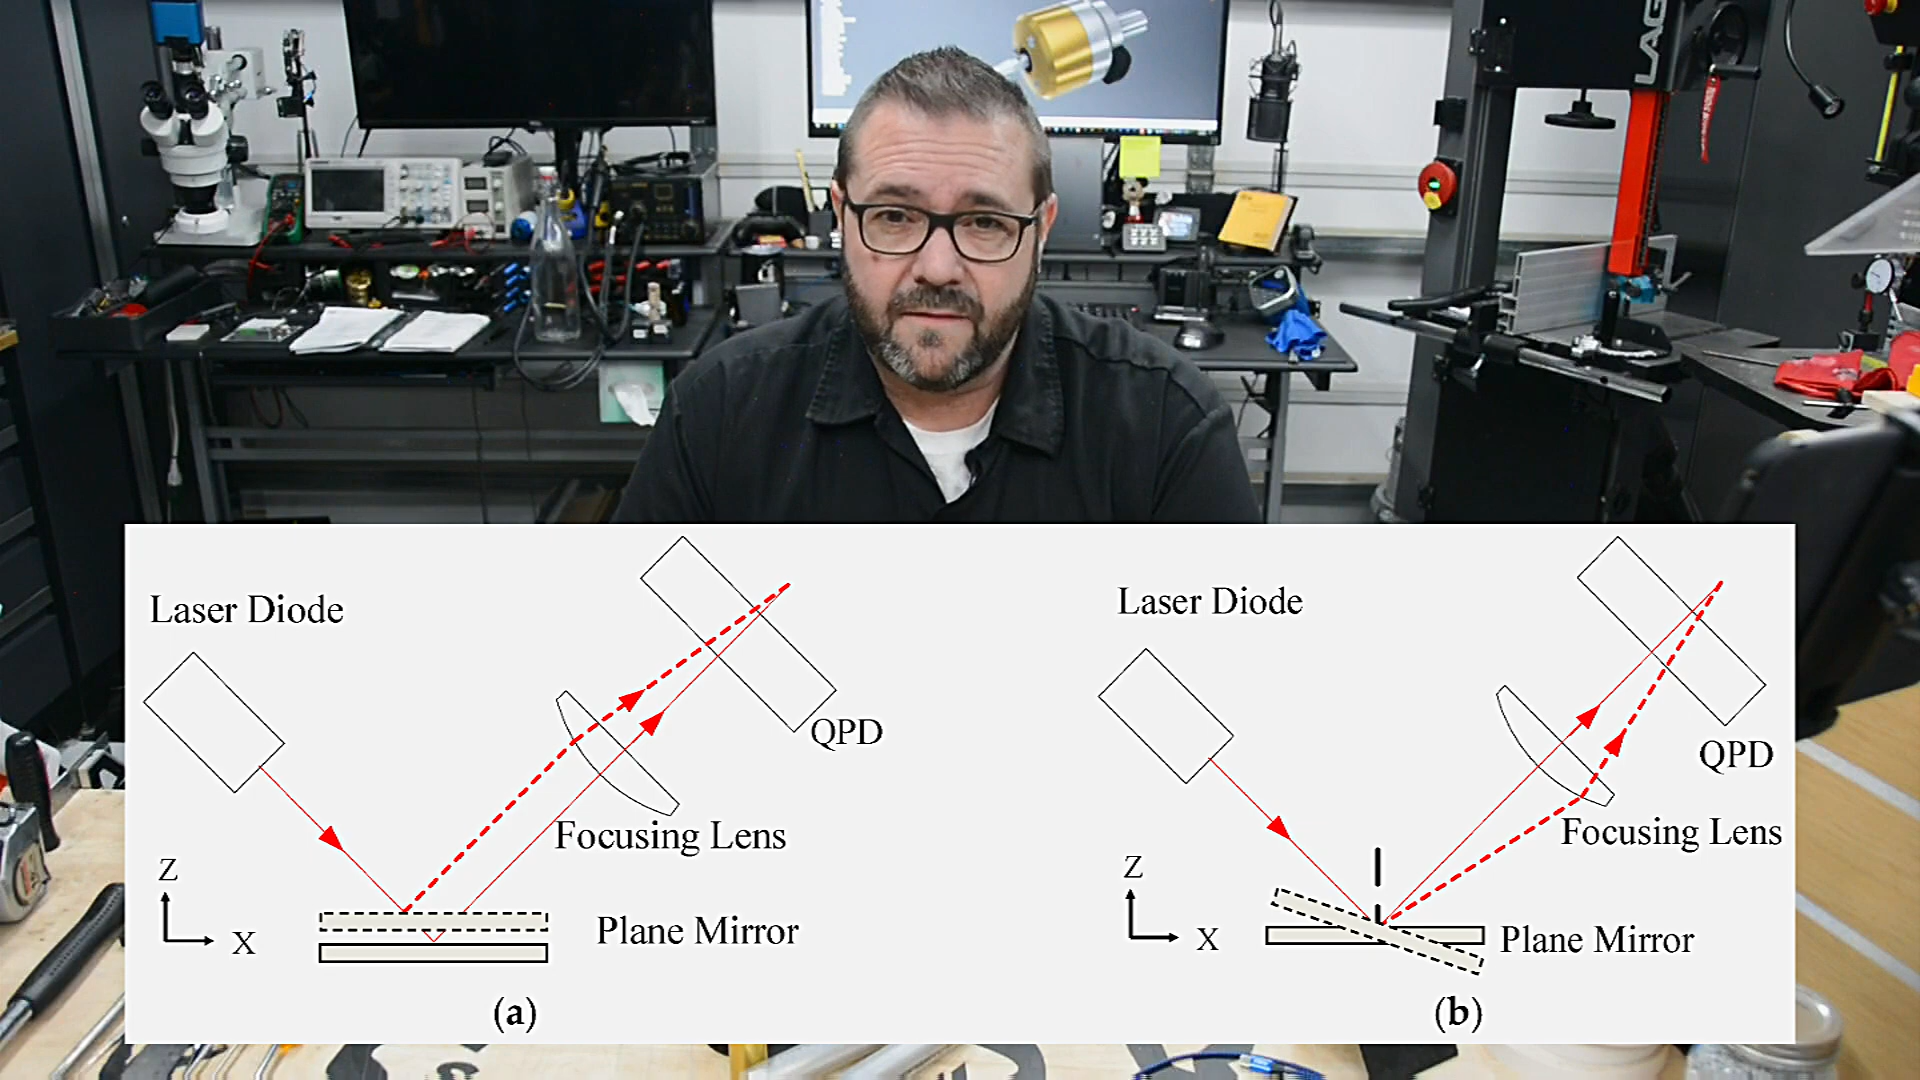 LAG
Laser Diode
QPD
Focusing Lens
Z
X
Plane Mirror
(a)
Laser Diode
QPD
Focusing Lens
Z
X
Plane Mirror
(b)